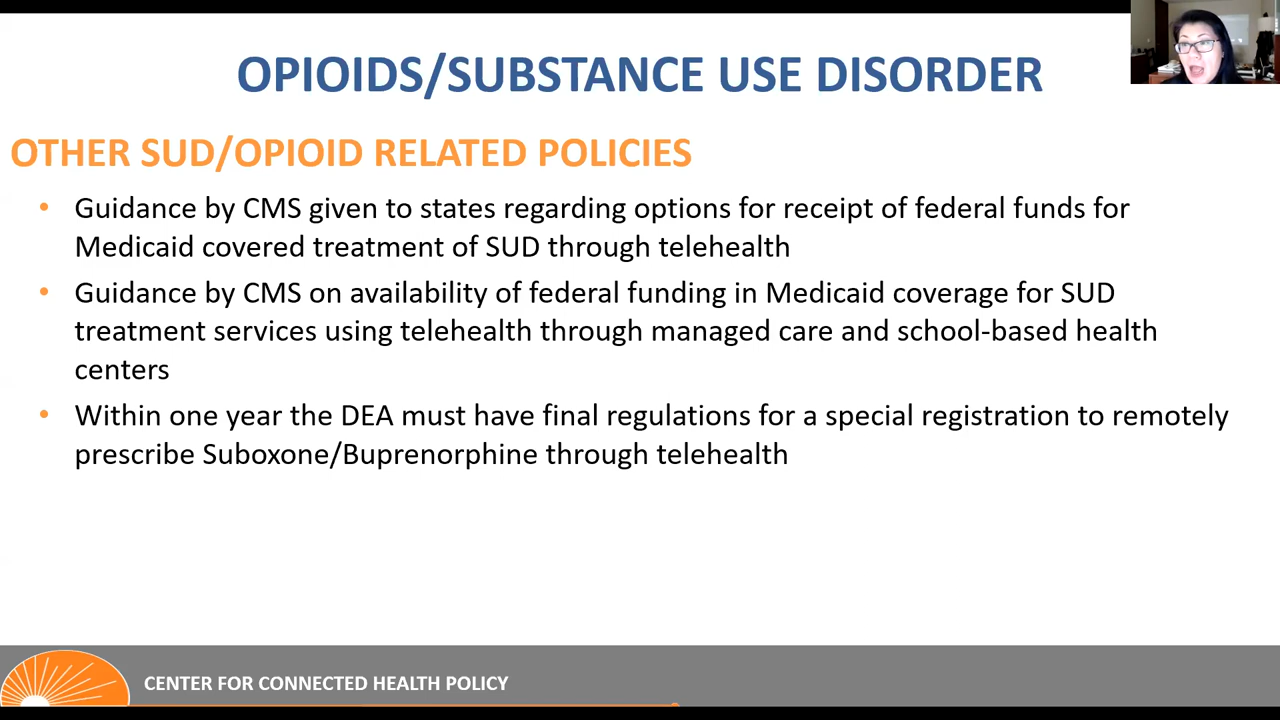 OPIOIDS/SUBSTANCE USE DISORDER
OTHER SUD/OPIOID RELATED POLICIES
• Guidance by CMS given to states regarding options for receipt of federal funds for
Medicaid covered treatment of SUD through telehealth
• Guidance by CMS on availability of federal funding in Medicaid coverage for SUD
treatment services using telehealth through managed care and school-based health
centers
• Within one year the DEA must have final regulations for a special registration to remotely
prescribe Suboxone/Buprenorphine through telehealth
CENTER FOR CONNECTED HEALTH POLICY